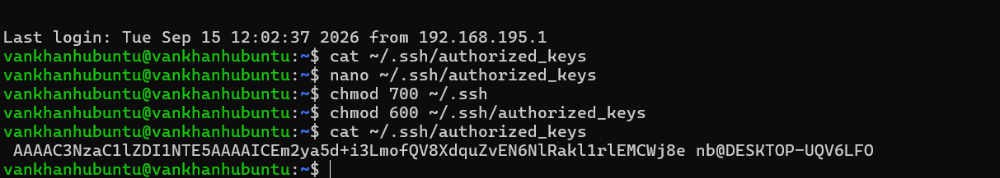 Last login: Tue Sep 15 12:02:37 2026 from 192.168.195.1
vankhanhubuntu@vankhanhubuntu:~$ cat ~/.ssh/authorized_keys
vankhanhubuntu@vankhanhubuntu:~$ nano ~/.ssh/authorized_keys
vankhanhubuntu@vankhanhubuntu:~$ chmod 700 ~/.ssh
vankhanhubuntu@vankhanhubuntu:~$ chmod 600 ~/.ssh/authorized_keys
vankhanhubuntu@vankhanhubuntu:~$ cat ~/.ssh/authorized_keys
 AAAAC3NzaC1lZDI1NTE5AAAAICEm2ya5d+i3LmofQV8XdquZvEN6NlRakl1rlEMCWj8e nb@DESKTOP-UQV6LFO
vankhanhubuntu@vankhanhubuntu:~$